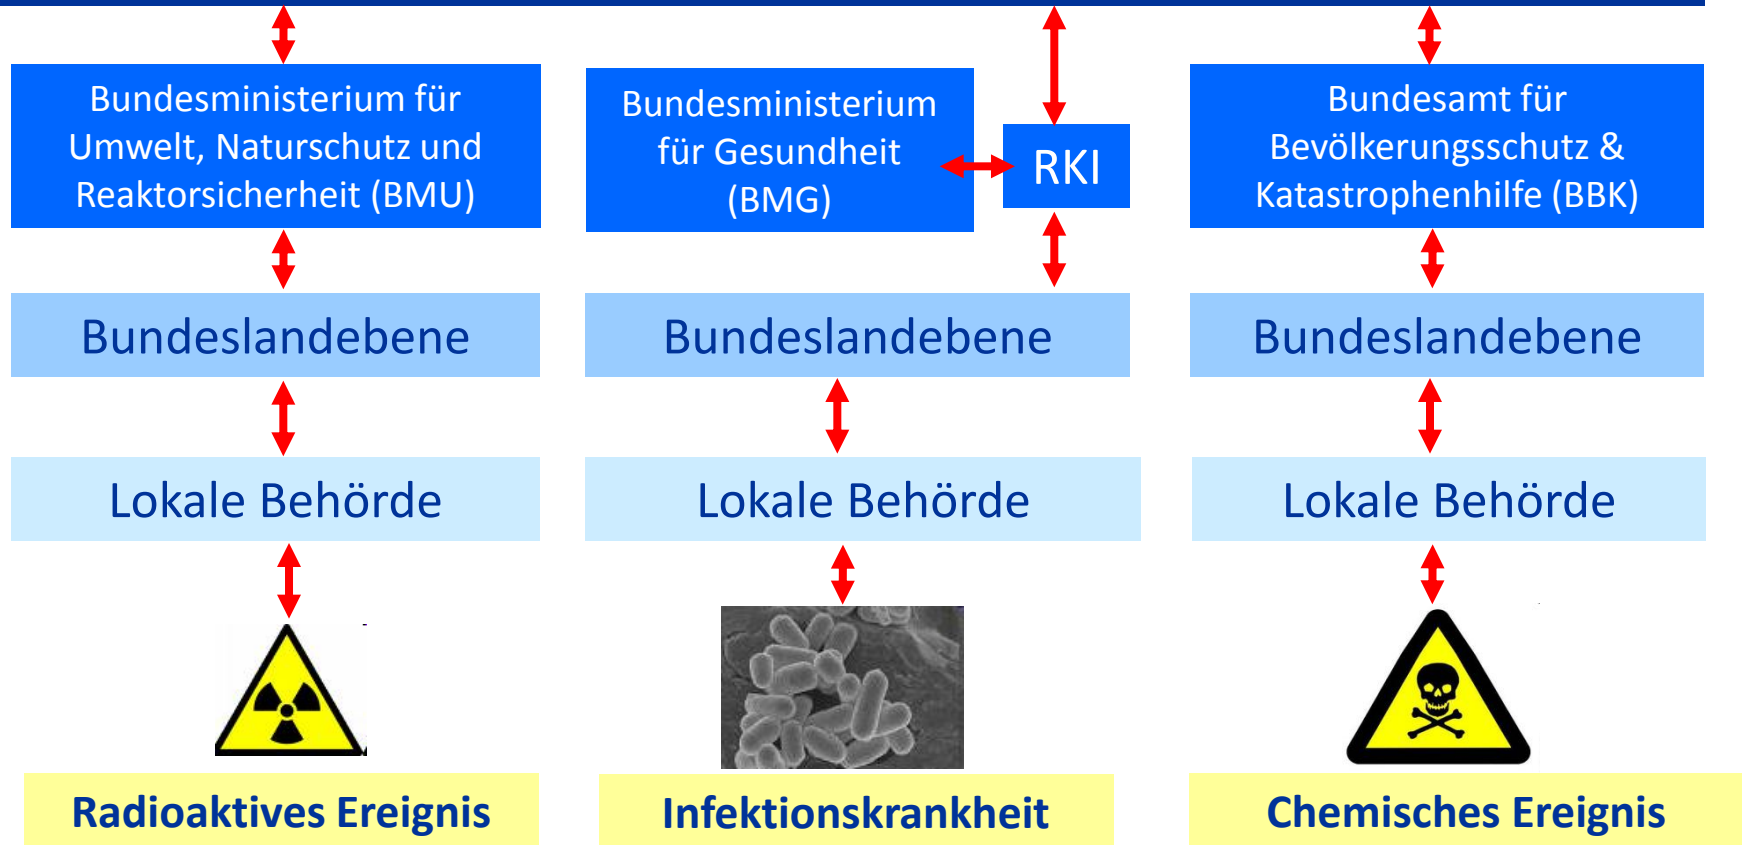 Bundesministerium für
Umwelt, Naturschutz und
Reaktorsicherheit (BMU)
Bundesministerium
für Gesundheit
(BMG)
RKI
Bundesamt für
Bevölkerungsschutz &
Katastrophenhilfe (BBK)
Bundeslandebene
Bundeslandebene
Bundeslandebene
Lokale Behörde
Lokale Behörde
Lokale Behörde
Radioaktives Ereignis
Infektionskrankheit
Chemisches Ereignis